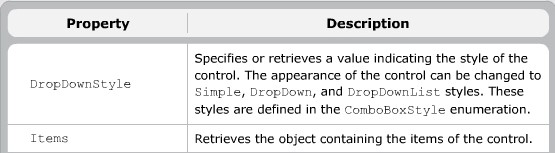 Property Description
Specifies or retrieves a value indicating the style of the
control. The appearance of the control can be changed to
DropDownStyle
Simple, DropDown, and DropDownList styles. These
styles are defined in the ComboBoxStyle enumeration.
Items Retrieves the object containing the items of the control.